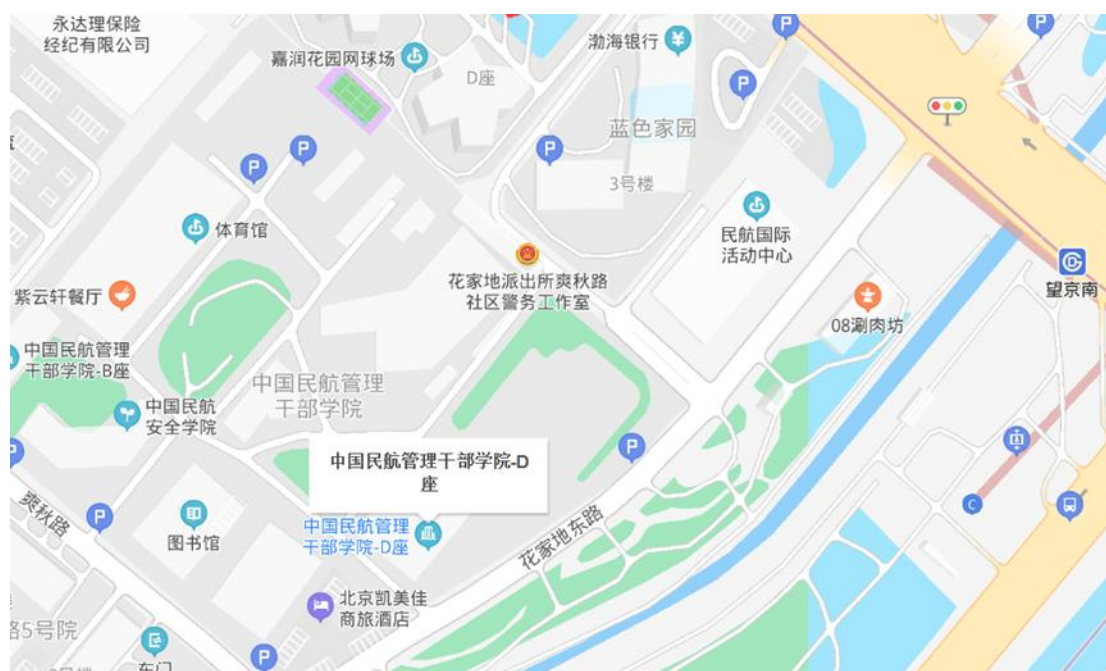 永达理保险
经纪有限公司
嘉润花园网球场
D座
渤海银行
蓝色家园
3号楼
P
P
P
P
P
P
体育馆
民航国际
活动中心
望京南
花家地派出所爽秋路
社区警务工作室
紫云轩餐厅
08涮肉坊
中国民航管理
干部学院-B座
中国民航管理
干部学院
中国民航
安全学院
P
P
中国民航管理干部学院-D
座
C
爽秋路
P
图书馆
中国民航管理
干部学院-D座
花家地东路
北京凯美佳
商旅酒店
路5号院
东门
P